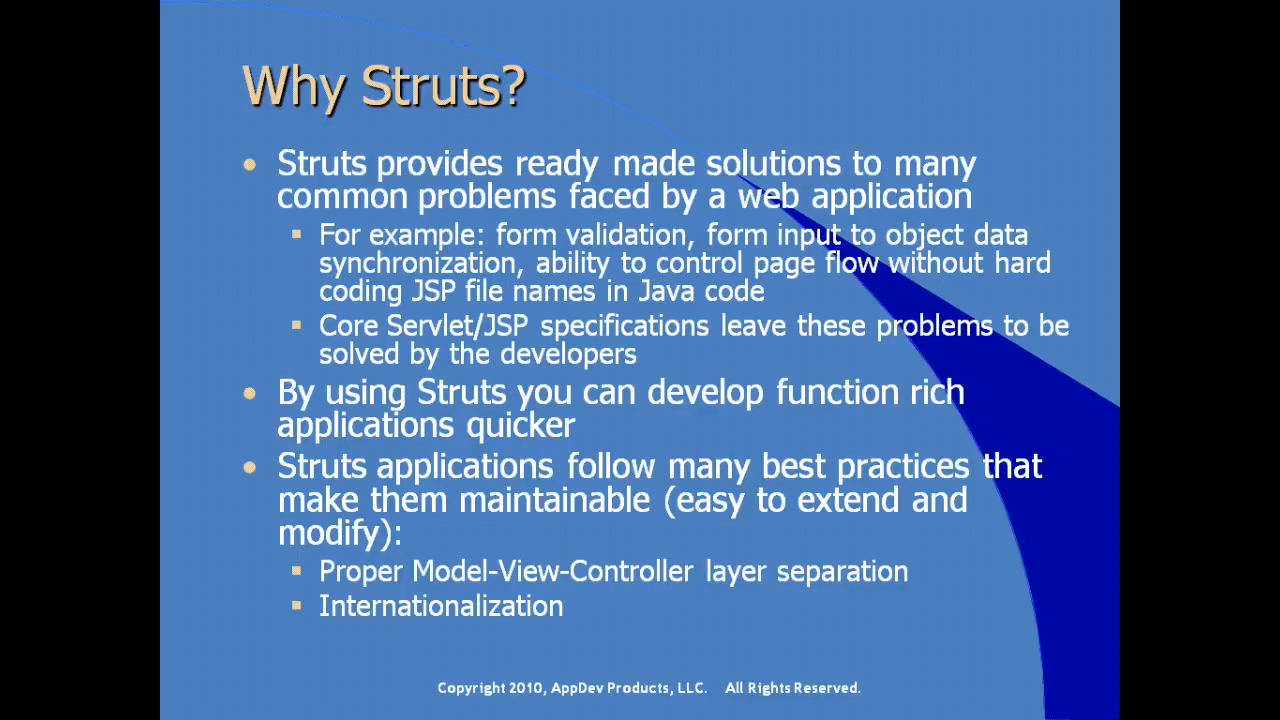 Why Struts?
Struts provides ready made solutions to many
common problems faced by a web application
For example: form validation, form input to object data
synchronization, ability to control page flow without hard
coding JSP file names in Java code
Core Servlet/JSP specifications leave these problems to be
solved by the developers
By using Struts you can develop function rich
applications quicker
Struts applications follow many best practices that
make them maintainable (easy to extend and
modify):
Proper Model-View-Controller layer separation
Internationalization
Copyright 2010, AppDev Products, LLC. All Rights Reserved.